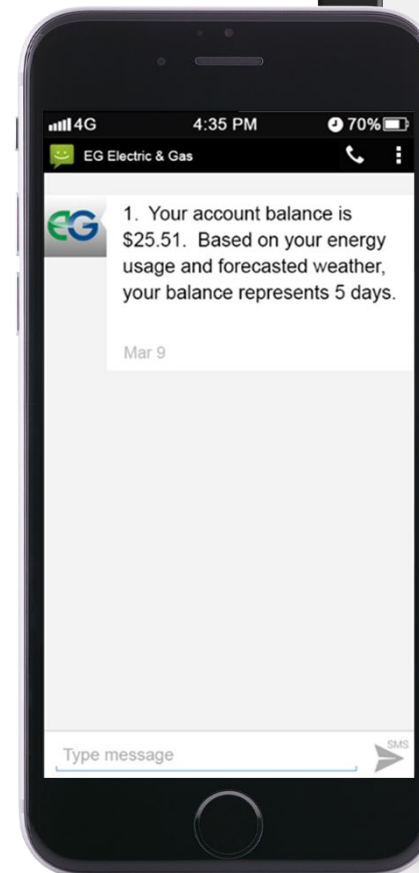 4G 4:35 PM 70%
EG Electric & Gas
EG
1. Your account balance is
$25.51. Based on your energy
usage and forecasted weather,
your balance represents 5 days.
Mar 9
Type message
SMS